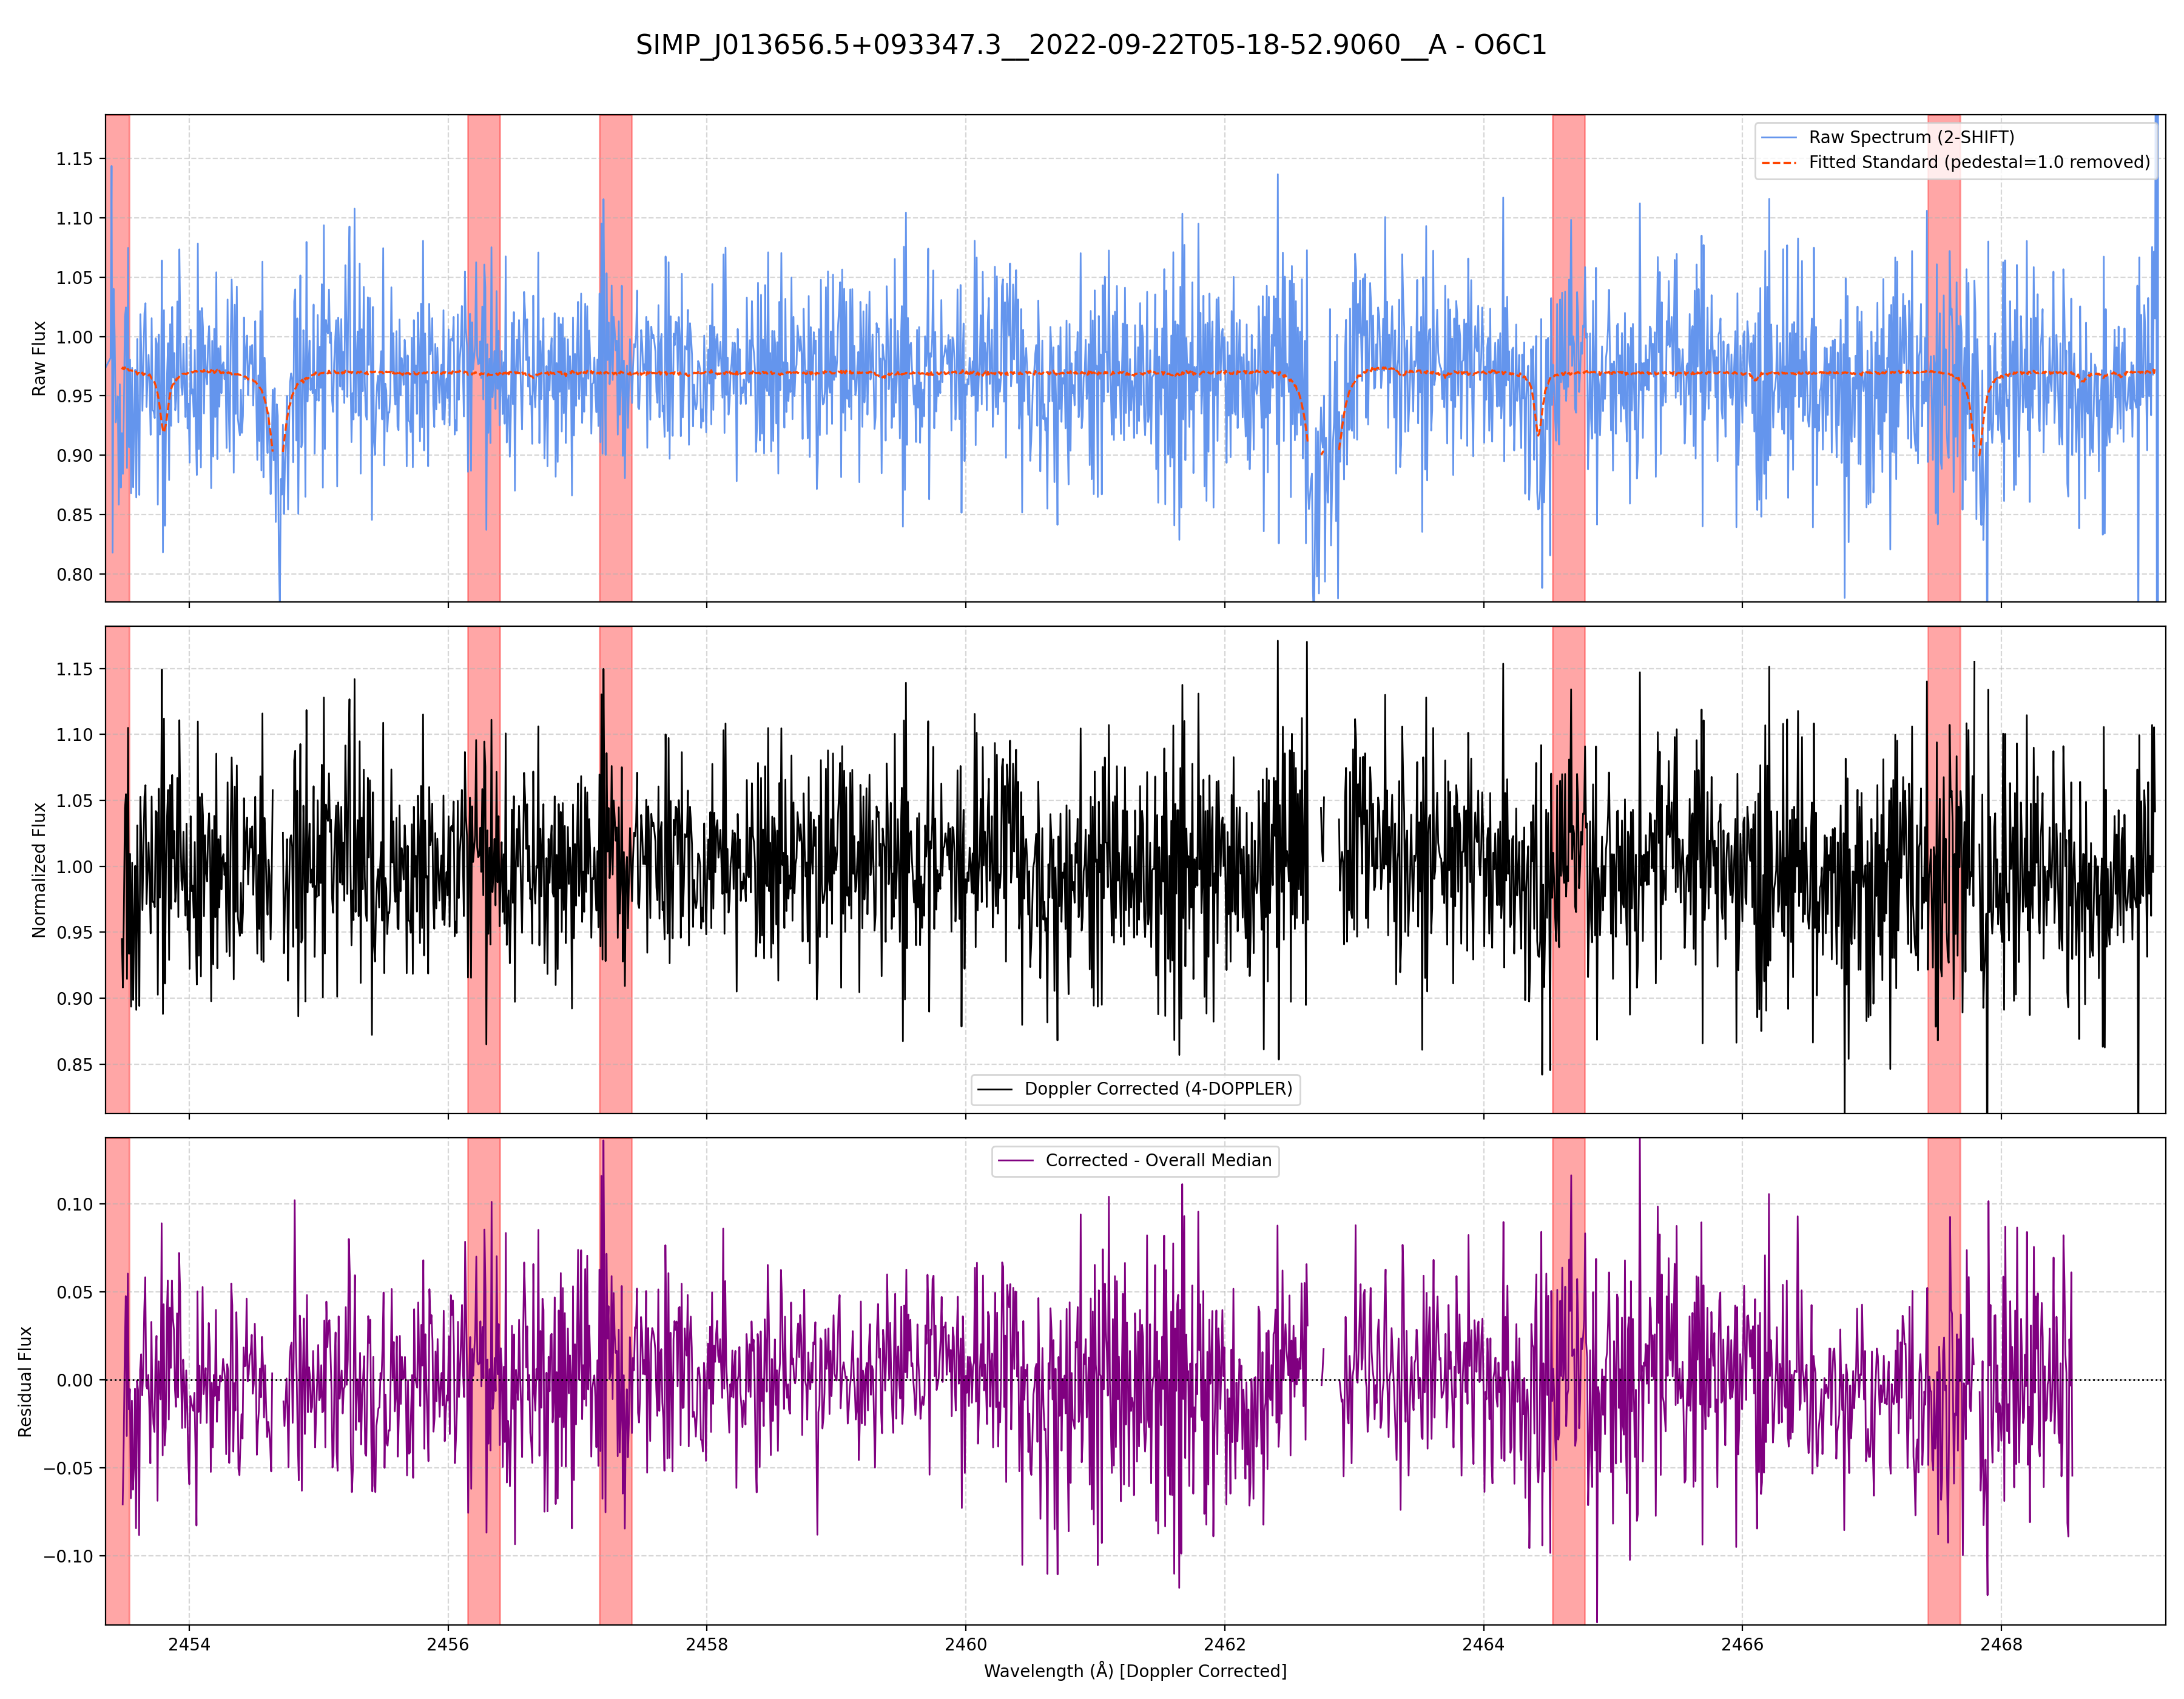 SIMP_J013656.5+093347.3__2022-09-22T05-18-52.9060__A - O6C1
Raw Flux
1.15
1.10
1.05
1.00
0.95
0.90
0.85
0.80
Raw Spectrum (2-SHIFT)
Fitted Standard (pedestal=1.0 removed)
Normalized Flux
1.15
1.10
1.05
1.00
0.95
0.90
0.85
Doppler Corrected (4-DOPPLER)
Residual Flux
0.10
0.05
0.00
−0.05
−0.10
Corrected - Overall Median
2454 2456 2458 2460 2462 2464 2466 2468
Wavelength (Å) [Doppler Corrected]